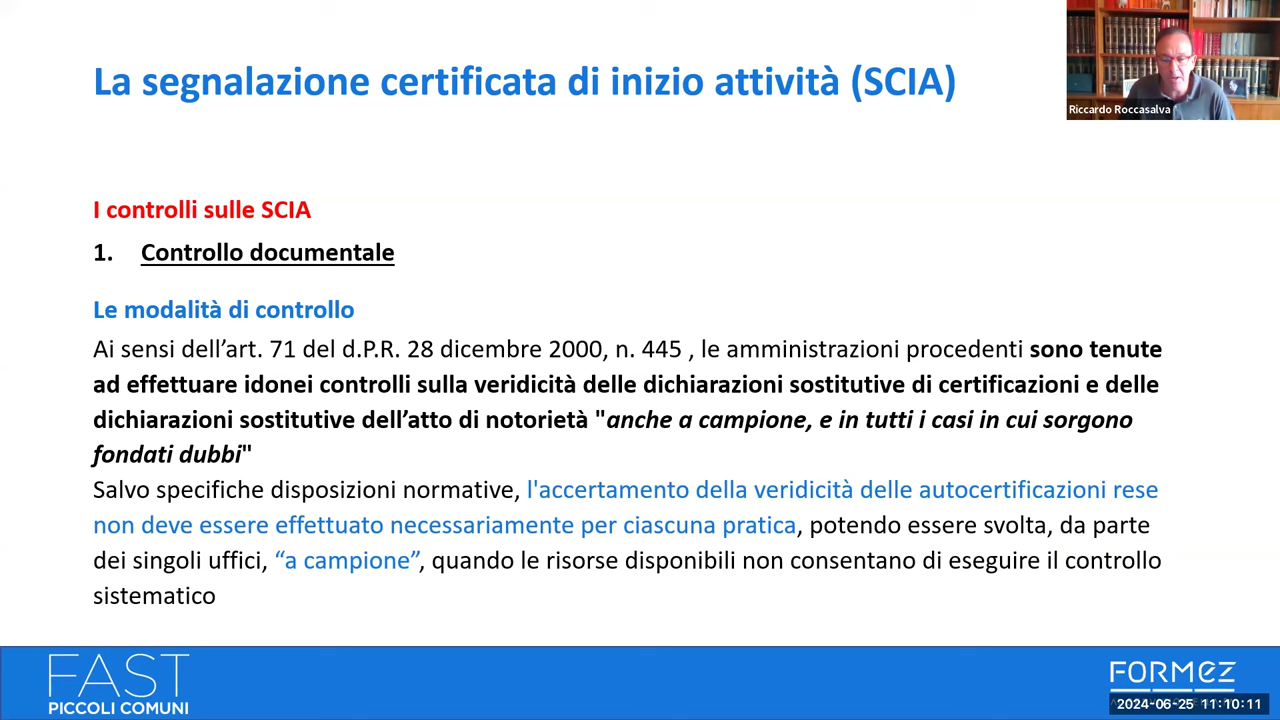 La segnalazione certificata di inizio attività (SCIA)
Riccardo Roccasalva
I controlli sulle SCIA
1. Controllo documentale
Le modalità di controllo
Ai sensi dell’art. 71 del d.P.R. 28 dicembre 2000, n. 445 , le amministrazioni procedenti sono tenute
ad effettuare idonei controlli sulla veridicità delle dichiarazioni sostitutive di certificazioni e delle
dichiarazioni sostitutive dell’atto di notorietà "anche a campione, e in tutti i casi in cui sorgono
fondati dubbi"
Salvo specifiche disposizioni normative, l'accertamento della veridicità delle autocertificazioni rese
non deve essere effettuato necessariamente per ciascuna pratica, potendo essere svolta, da parte
dei singoli uffici, “a campione”, quando le risorse disponibili non consentano di eseguire il controllo
sistematico
FAST
PICCOLI COMUNI
FORMEZ
2024-06-25 11:10:11